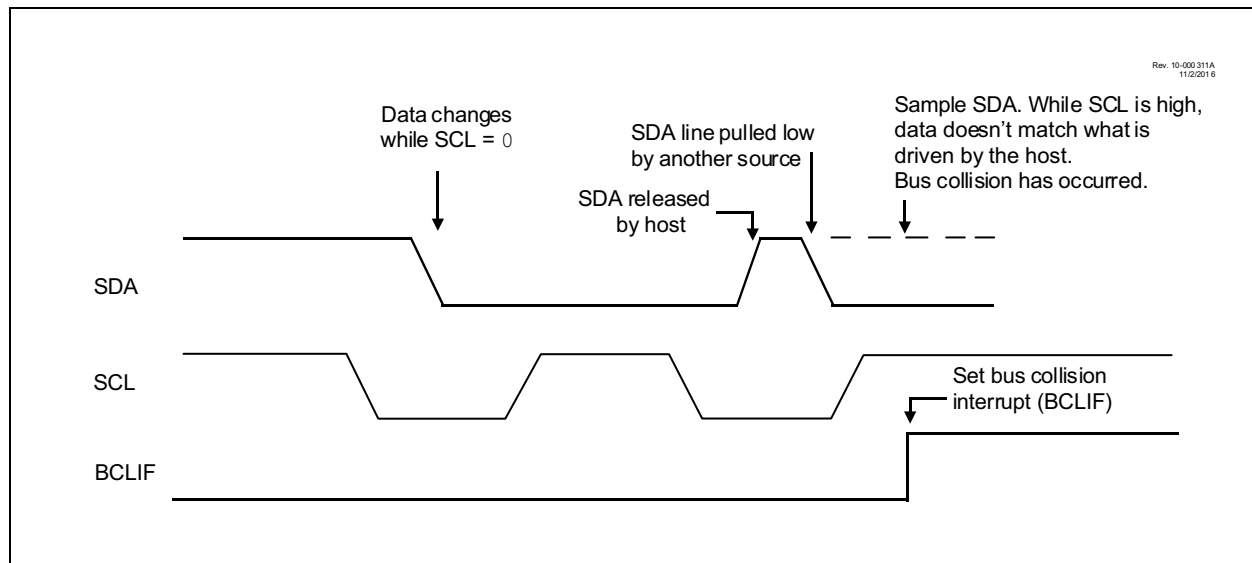 Rev. 10-000 311A
11/2/201 6
Data changes
while SCL = 0
SDA line pulled low
by another source
Sample SDA. While SCL is high,
data doesn't match what is
driven by the host.
Bus collision has occurred.
SDA released
by host
SDA
SCL
Set bus collision
interrupt (BCLIF)
BCLIF